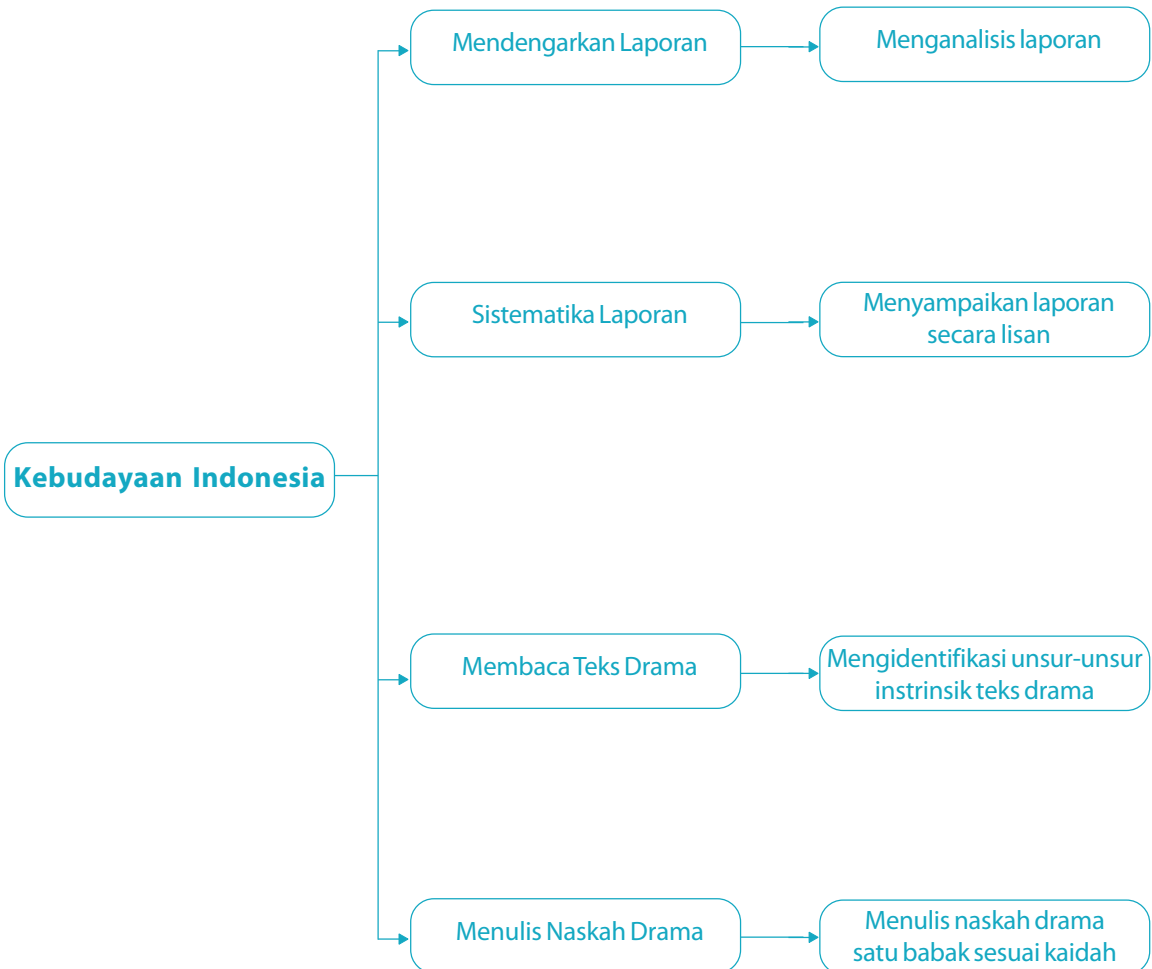 Mendengarkan Laporan
Menganalisis laporan
Sistematika Laporan
Menyampaikan laporan
secara lisan
Kebudayaan Indonesia
Membaca Teks Drama
Mengidentifikasi unsur-unsur
instrinsik teks drama
Menulis Naskah Drama
Menulis naskah drama
satu babak sesuai kaidah